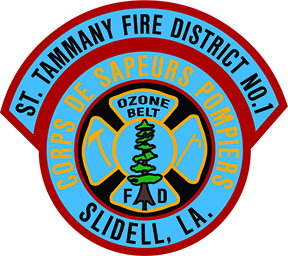 ST. TAMMANY FIRE DISTRICT NO.1
CORPS DE SAPEURS POMPIERS
OZONE
BELT
F D
SLIDELL, LA.